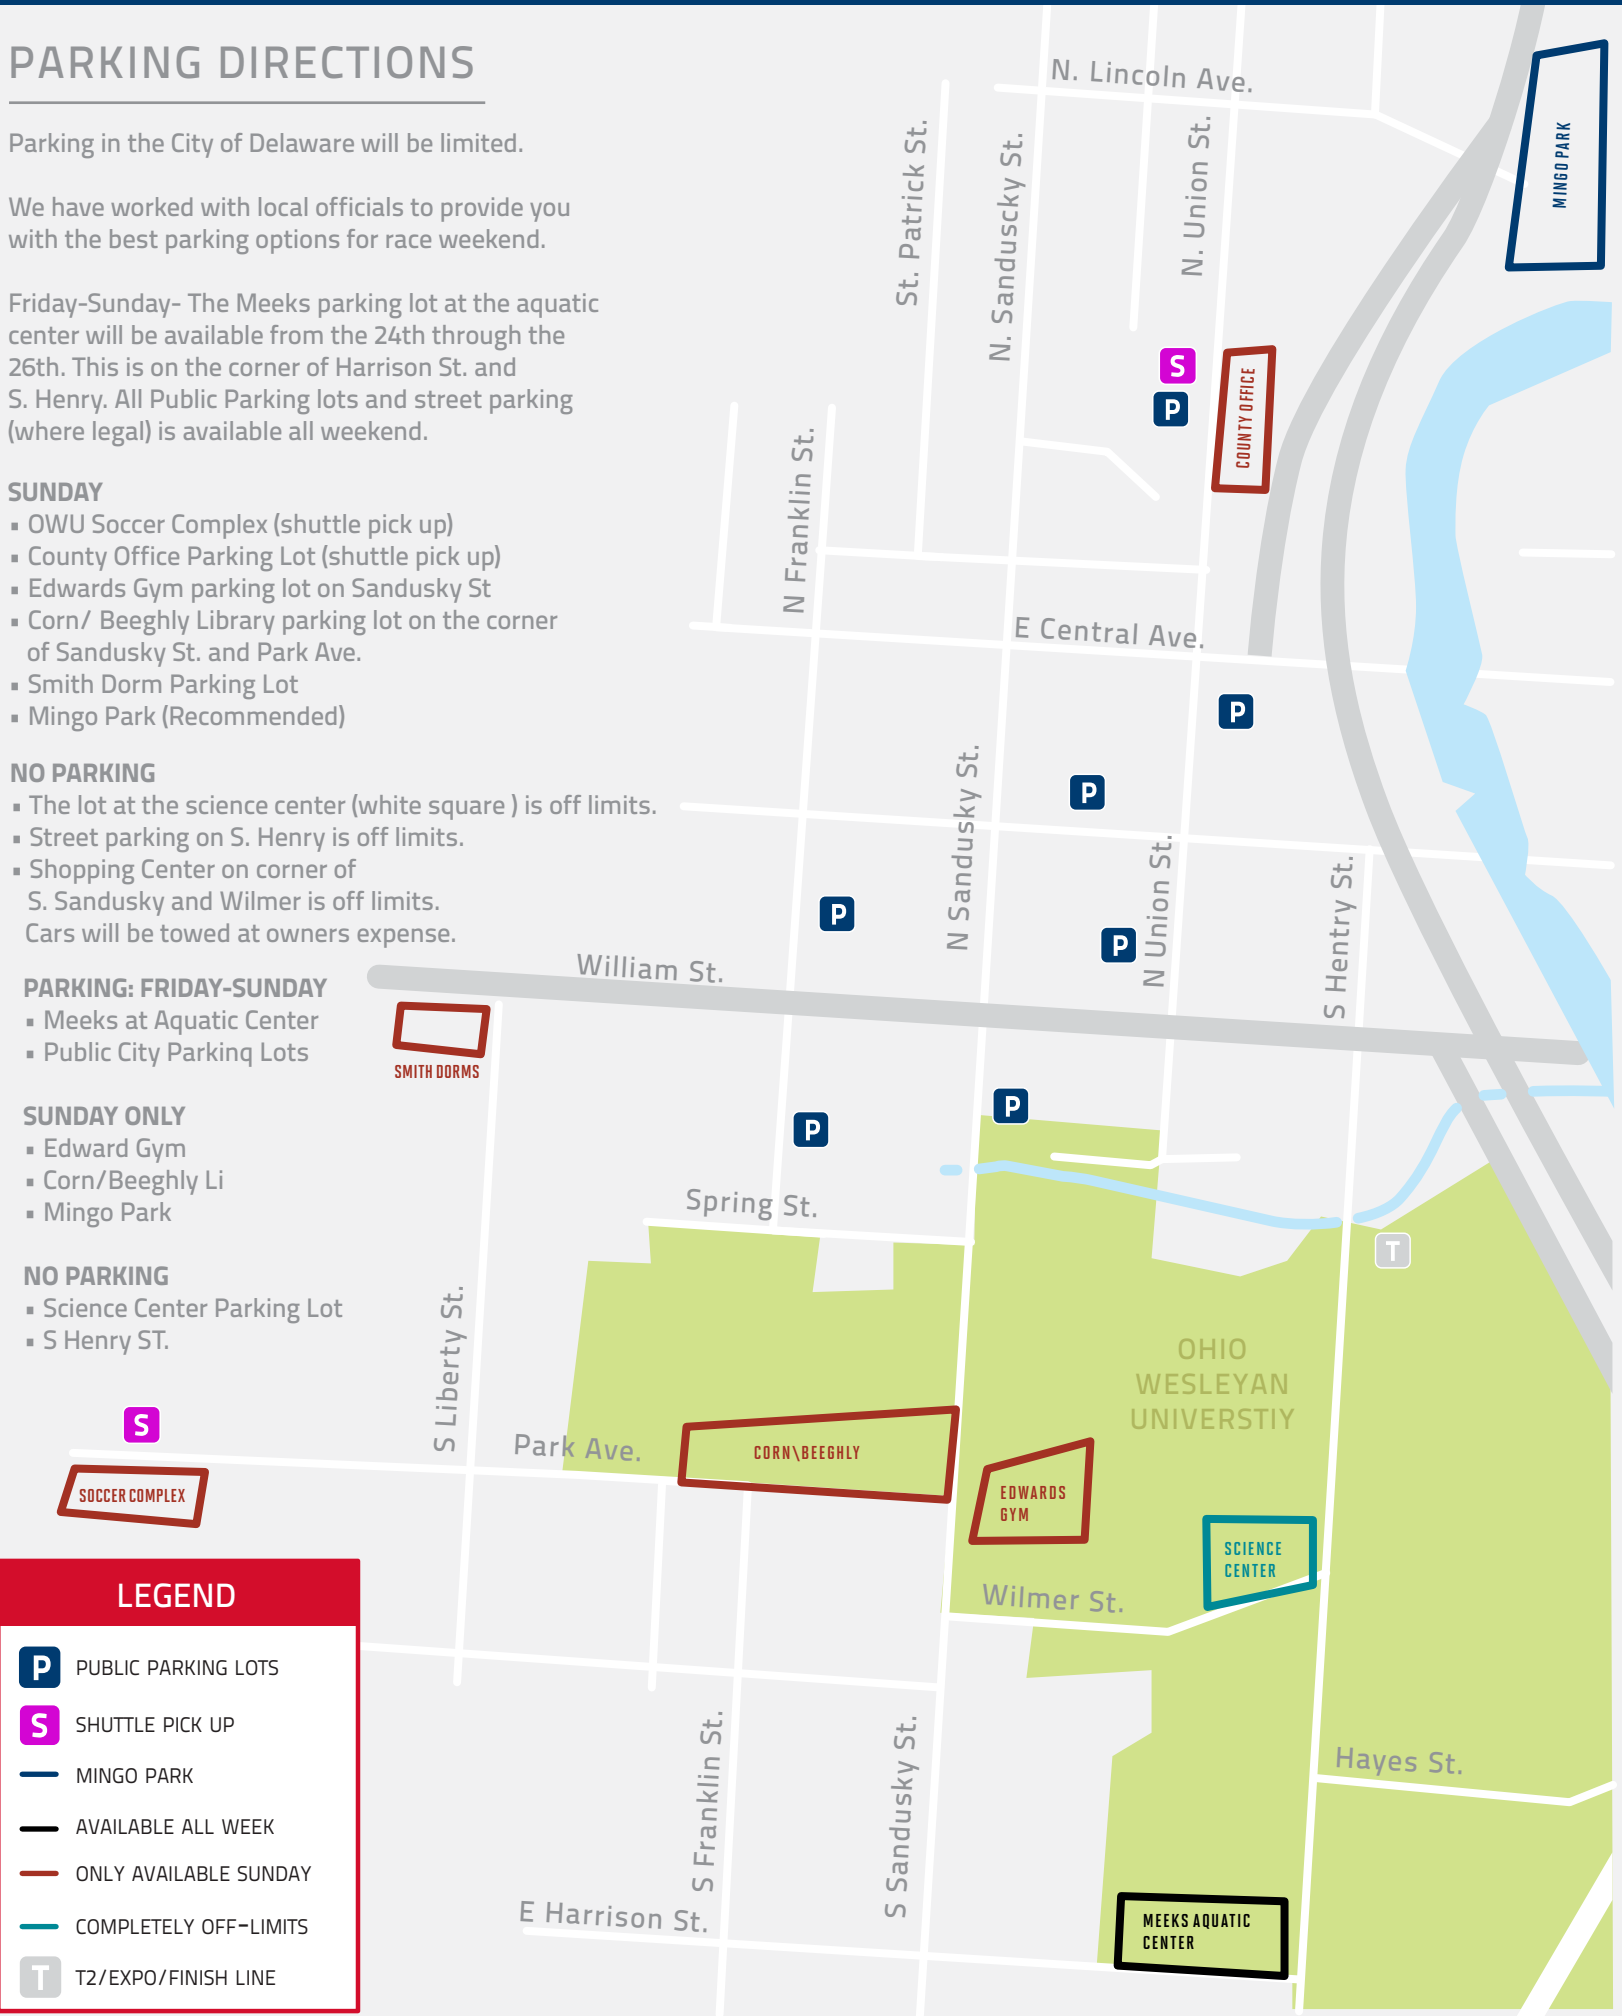 PARKING DIRECTIONS
Parking in the City of Delaware will be limited.
We have worked with local officials to provide you
with the best parking options for race weekend.
Friday-Sunday- The Meeks parking lot at the aquatic
center will be available from the 24th through the
26th. This is on the corner of Harrison St. and
S. Henry. All Public Parking lots and street parking
(where legal) is available all weekend.
SUNDAY
▪ OWU Soccer Complex (shuttle pick up)
▪ County Office Parking Lot (shuttle pick up)
▪ Edwards Gym parking lot on Sandusky St
▪ Corn/ Beeghly Library parking lot on the corner
of Sandusky St. and Park Ave.
▪ Smith Dorm Parking Lot
▪ Mingo Park (Recommended)
NO PARKING
▪ The lot at the science center (white square ) is off limits.
▪ Street parking on S. Henry is off limits.
▪ Shopping Center on corner of
S. Sandusky and Wilmer is off limits.
Cars will be towed at owners expense.
PARKING: FRIDAY-SUNDAY
▪ Meeks at Aquatic Center
▪ Public City Parkinq Lots
SUNDAY ONLY
▪ Edward Gym
▪ Corn/Beeghly Li
▪ Mingo Park
NO PARKING
▪ Science Center Parking Lot
▪ S Henry ST.
N. Lincoln Ave.
St. Patrick St.
N. Sanduscky St.
N. Union St.
MINGO PARK
S
P
COUNTY OFFICE
N Franklin St.
E Central Ave.
P
P
N Sandusky St.
N Union St.
S Hentry St.
P
P
William St.
SMITH DORMS
P
P
Spring St.
T
S Liberty St.
OHIO
WESLEYAN
UNIVERSTIY
S
Park Ave.
CORN\BEEGHLY
SOCCER COMPLEX
EDWARDS
GYM
SCIENCE
CENTER
Wilmer St.
S Franklin St.
S Sandusky St.
Hayes St.
E Harrison St.
MEEKS AQUATIC
CENTER
LEGEND
P PUBLIC PARKING LOTS
S SHUTTLE PICK UP
MINGO PARK
AVAILABLE ALL WEEK
ONLY AVAILABLE SUNDAY
COMPLETELY OFF-LIMITS
T T2/EXPO/FINISH LINE